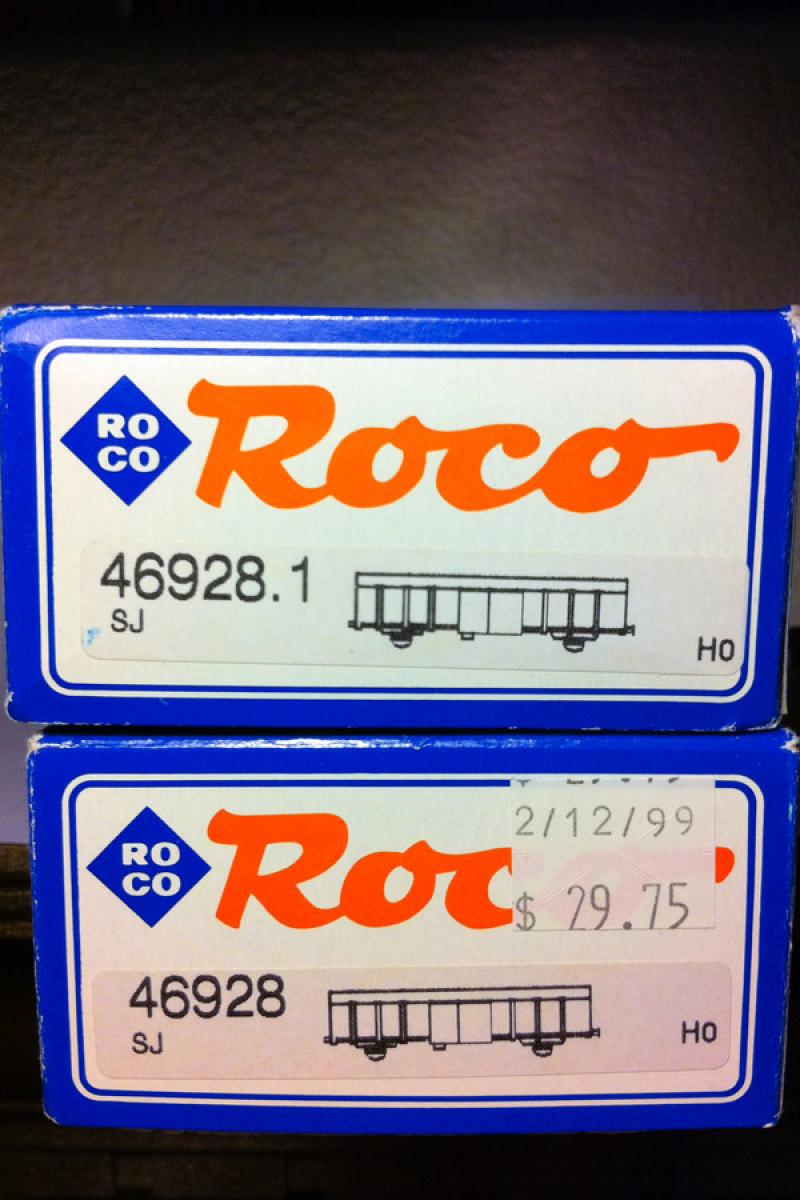 RO
CO
Roco
46928.1
SJ
H0
RO
CO
Roc
2/12/99
$ 29.75
46928
SJ
H0